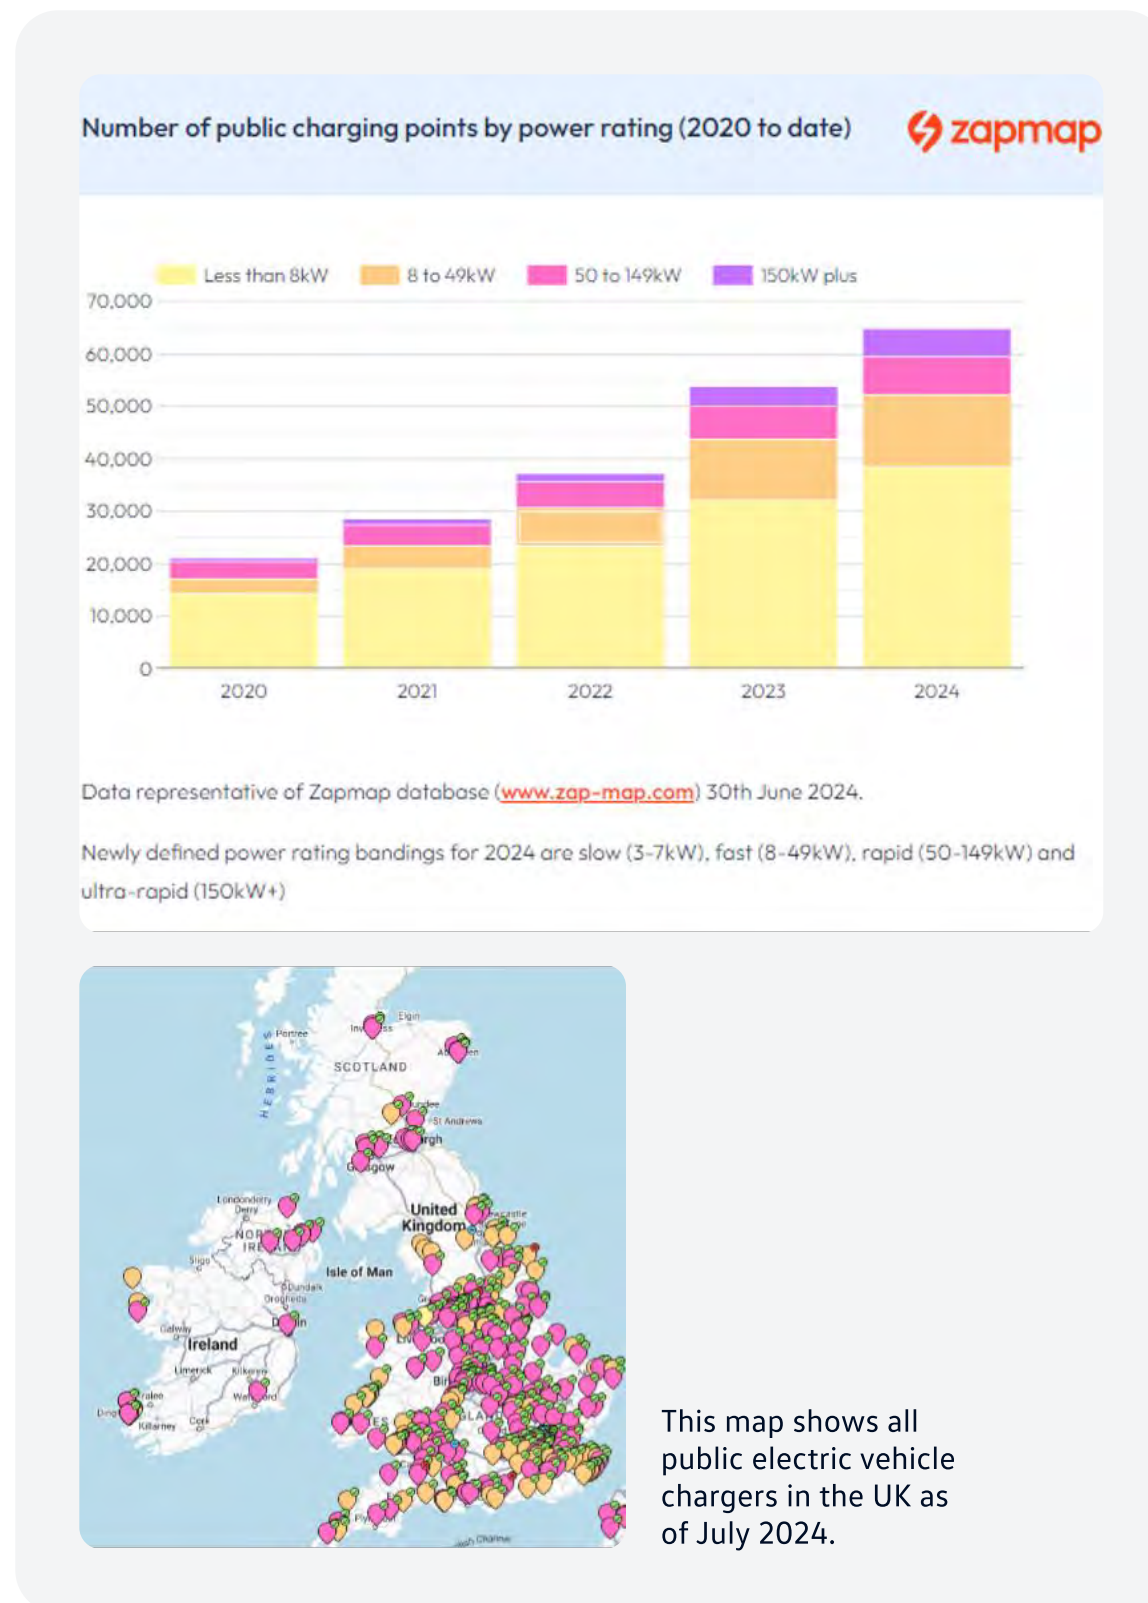 Number of public charging points by power rating (2020 to date)
zapmap
Less than 8kW
8 to 49kW
50 to 149kW
150kW plus
70,000
60,000
50,000
40,000
30,000
20,000
10,000
0
2020
2021
2022
2023
2024
Data representative of Zapmap database (www.zap-map.com) 30th June 2024.
Newly defined power rating bandings for 2024 are slow (3-7kW), fast (8-49kW), rapid (50-149kW) and
ultra-rapid (150kW+)
Elgin
Portree
HEBRIDES
SCOTLAND
St Andrews
Londonderry
Derry
United
Kingdom
Sligo
Isle of Man
Dundalk
Drogheda
Galway
Ireland
Limerick
Killarney
Cork
This map shows all
public electric vehicle
chargers in the UK as
of July 2024.